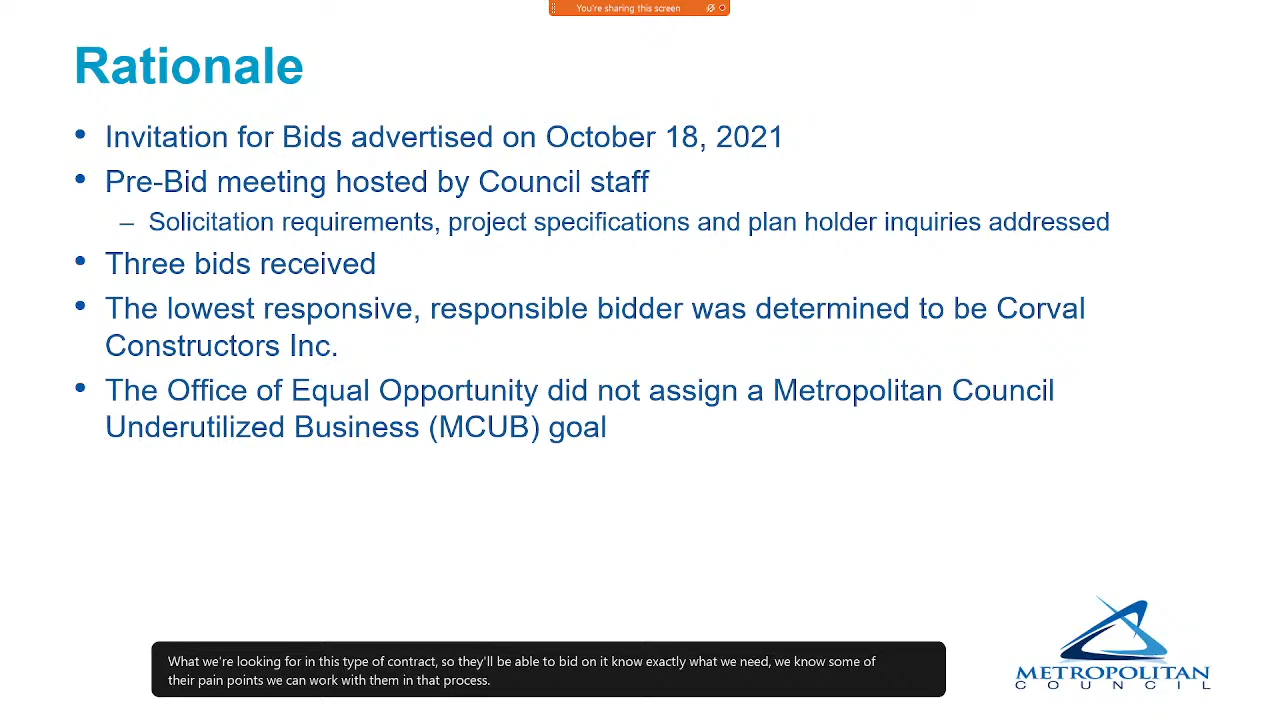 You're sharing this screen
Rationale
• Invitation for Bids advertised on October 18, 2021
• Pre-Bid meeting hosted by Council staff
– Solicitation requirements, project specifications and plan holder inquiries addressed
• Three bids received
• The lowest responsive, responsible bidder was determined to be Corval
Constructors Inc.
• The Office of Equal Opportunity did not assign a Metropolitan Council
Underutilized Business (MCUB) goal
What we're looking for in this type of contract, so they'll be able to bid on it know exactly what we need, we know some of
their pain points we can work with them in that process.
METROPOLITAN
COUNCIL